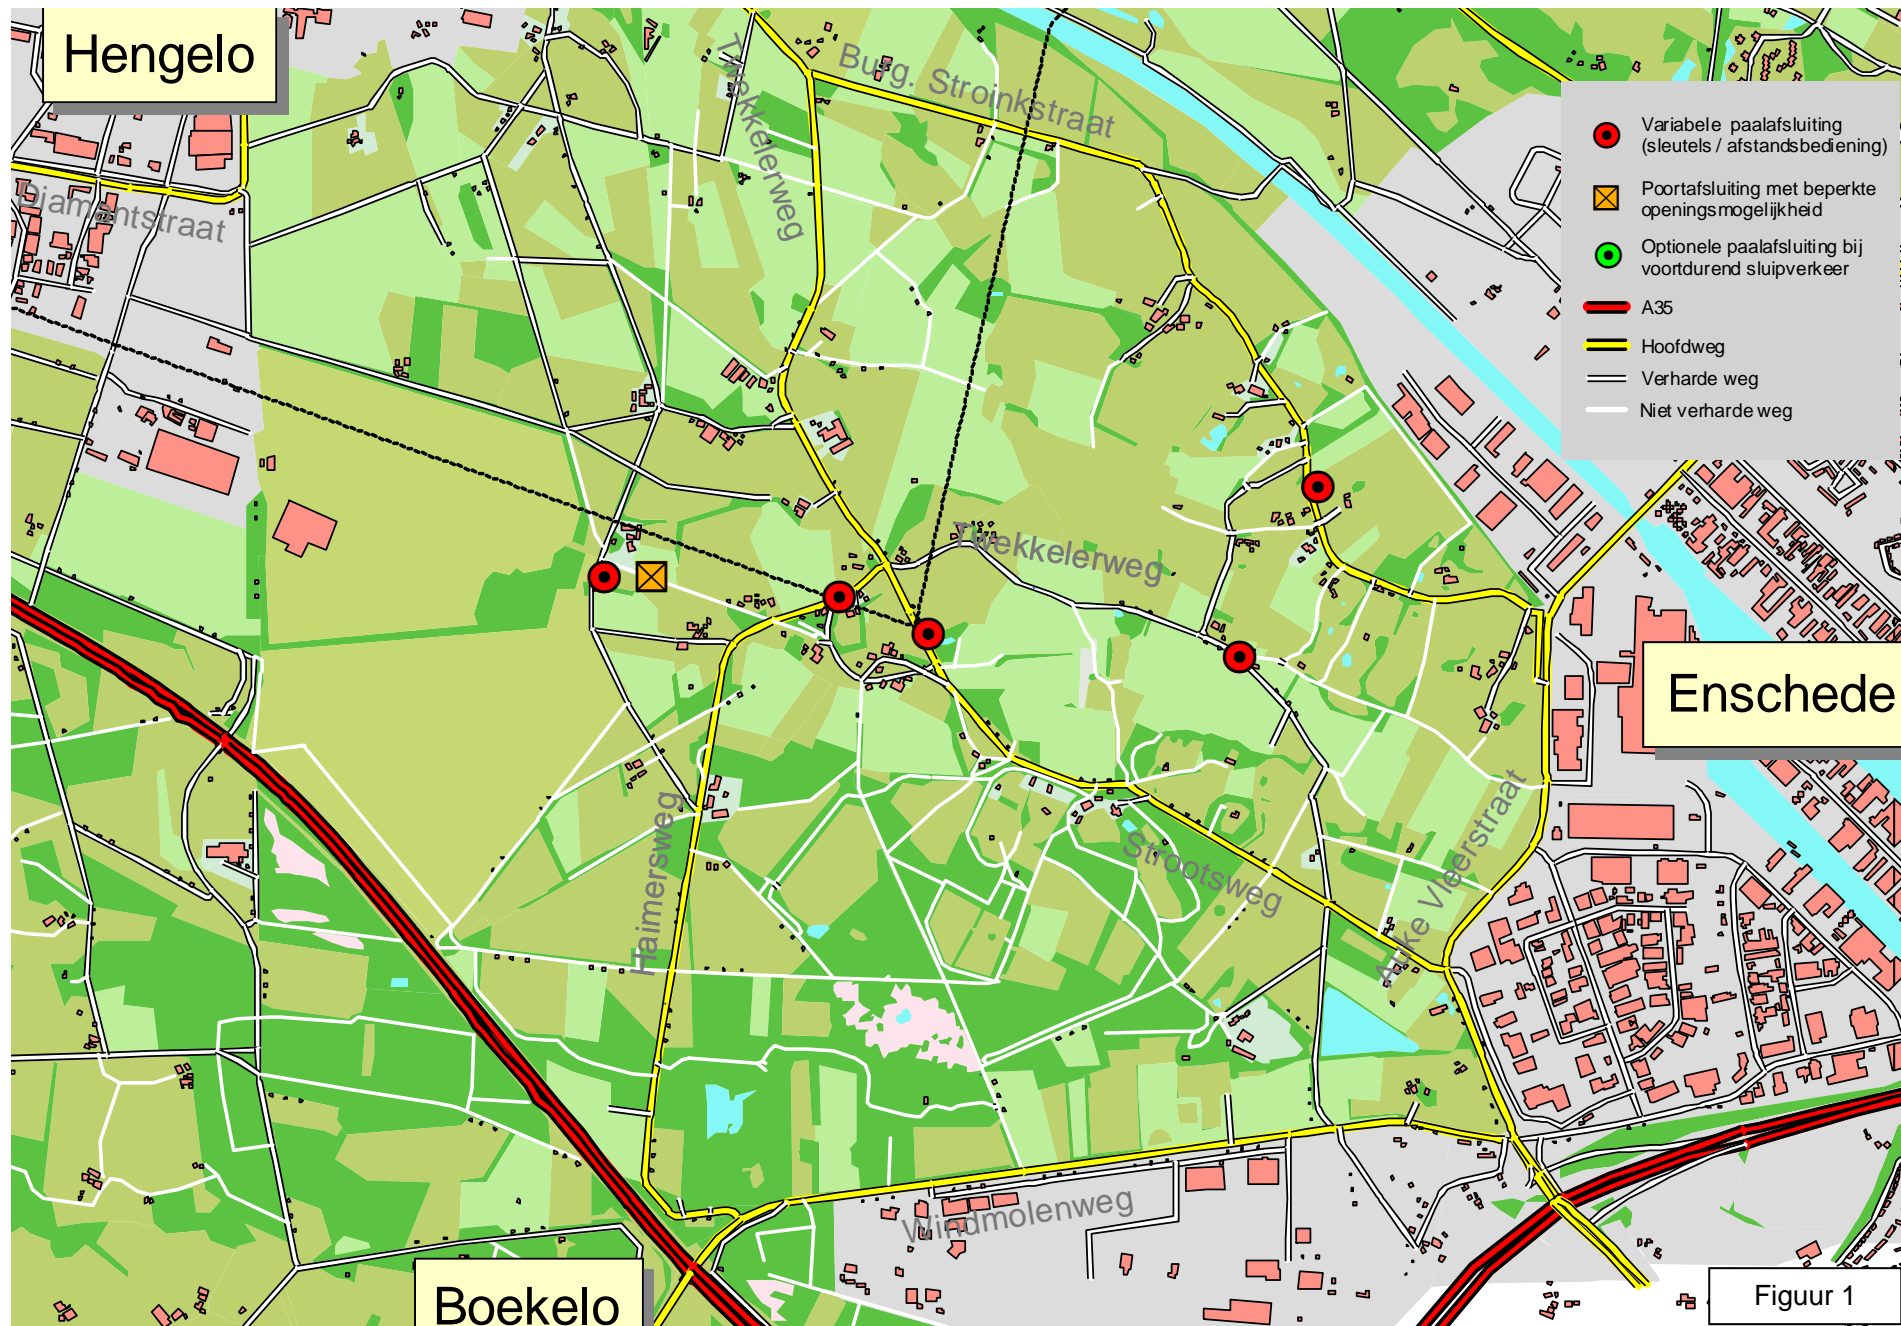 Hengelo
Twekkelerweg
Burg. Stroinkstraat
Variabele paalafsluiting
(sleutels / afstandsbediening)
Poortafsluiting met beperkte
openingsmogelijkheid
Optionele paalafsluiting bij
voortdurend sluipverkeer
A35
Hoofdweg
Verharde weg
Niet verharde weg
Diamantstraat
Twekkelerweg
Enschede
Haimersweg
Strootsweg
Auke Vleerstraat
Windmolenweg
Boekelo
Figuur 1